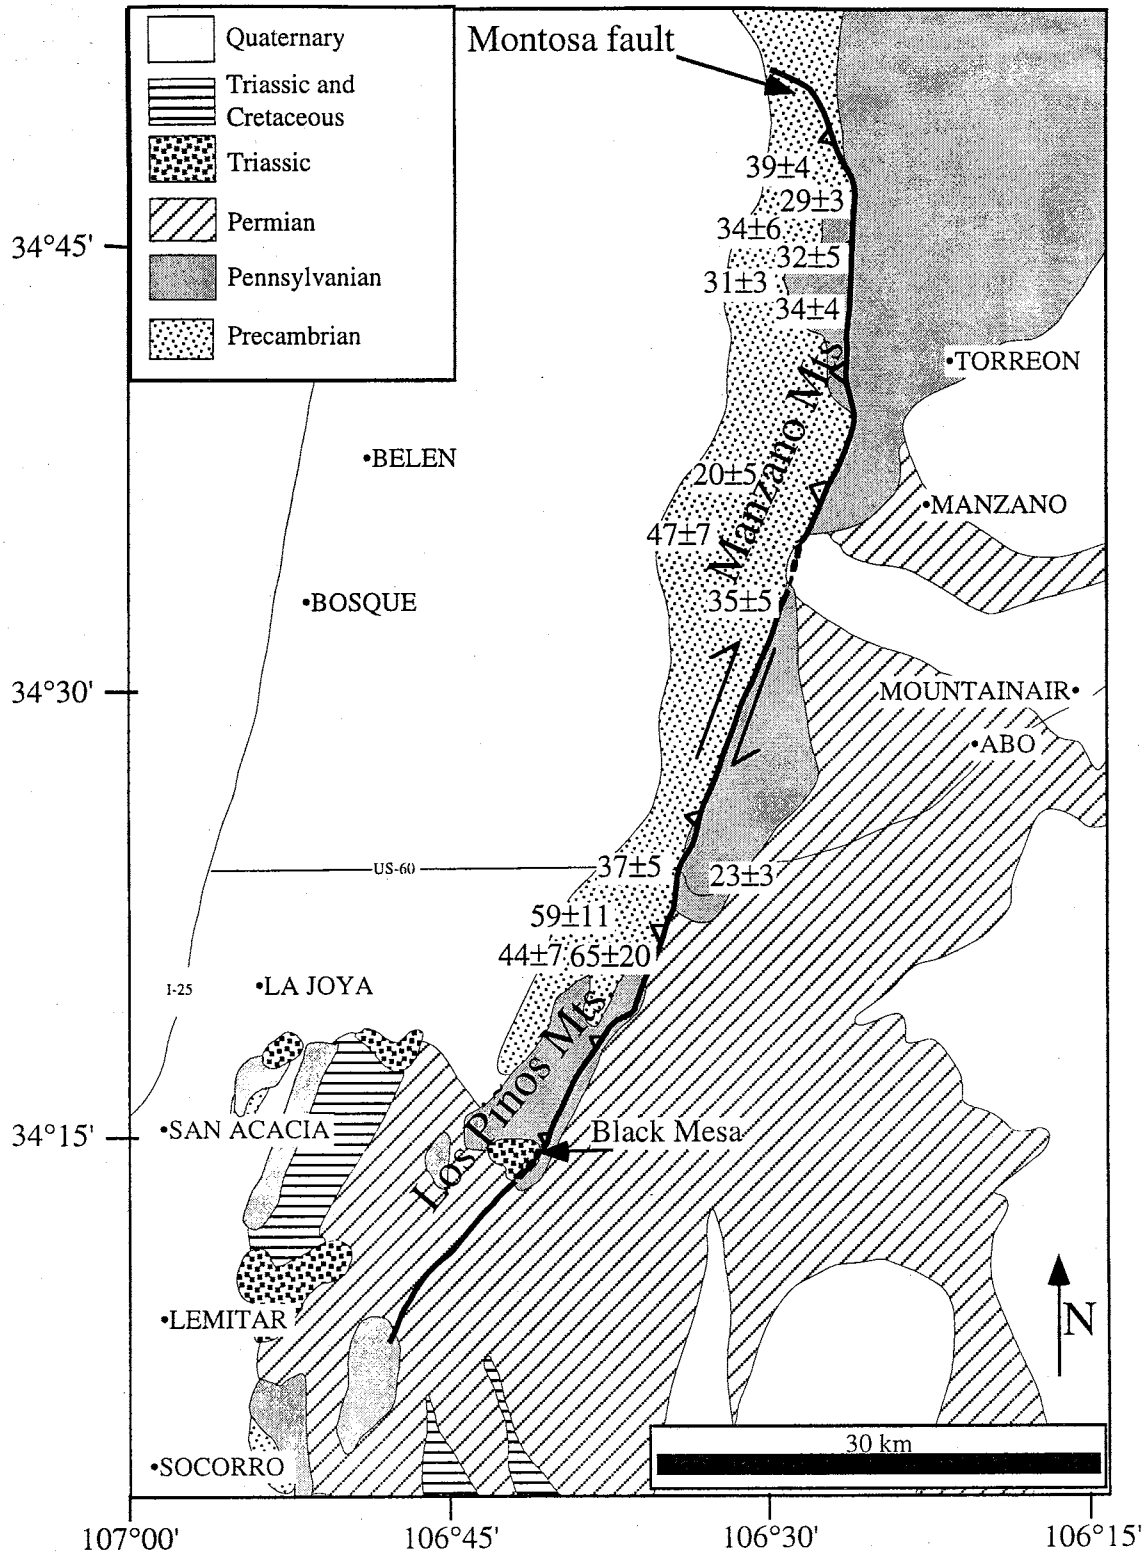 Quaternary
Montosa fault
Triassic and
Cretaceous
Triassic
Permian
Pennsylvanian
Precambrian
39±4
29±3
34±6
34°45'
32±5
31±3
34±4
•TORREON
Manzano Mts
•BELEN
20±5
•MANZANO
47±7
•BOSQUE
35±5
34°30'
MOUNTAINAIR•
•ABO
US-60
37±5
23±3
59±11
44±7
65±20
I-25
•LA JOYA
Los Pinos Mts.
•SAN ACACIA
34°15'
Black Mesa
•LEMITAR
N
30 km
•SOCORRO
107°00'
106°45'
106°30'
106°15'